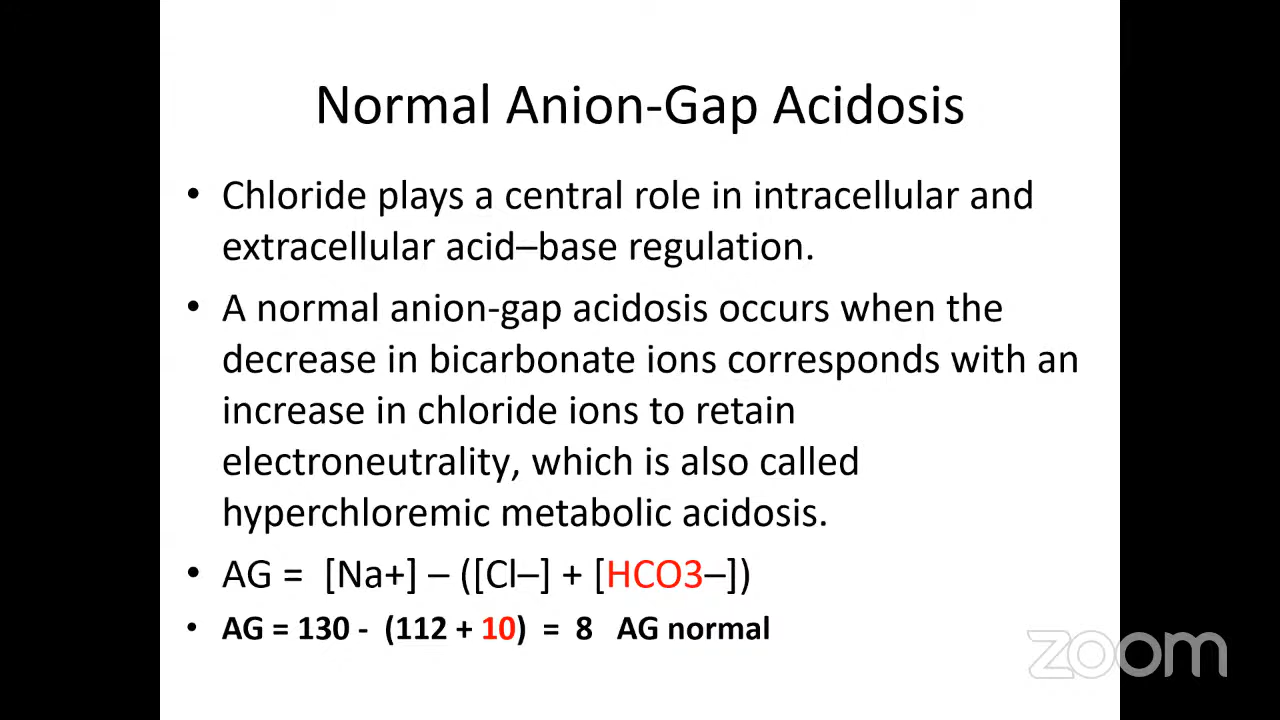 Normal Anion-Gap Acidosis
• Chloride plays a central role in intracellular and
extracellular acid–base regulation.
• A normal anion-gap acidosis occurs when the
decrease in bicarbonate ions corresponds with an
increase in chloride ions to retain
electroneutrality, which is also called
hyperchloremic metabolic acidosis.
• AG = [Na+] – ([Cl–] + [HCO3–])
• AG = 130 - (112 + 10) = 8 AG normal
zoom